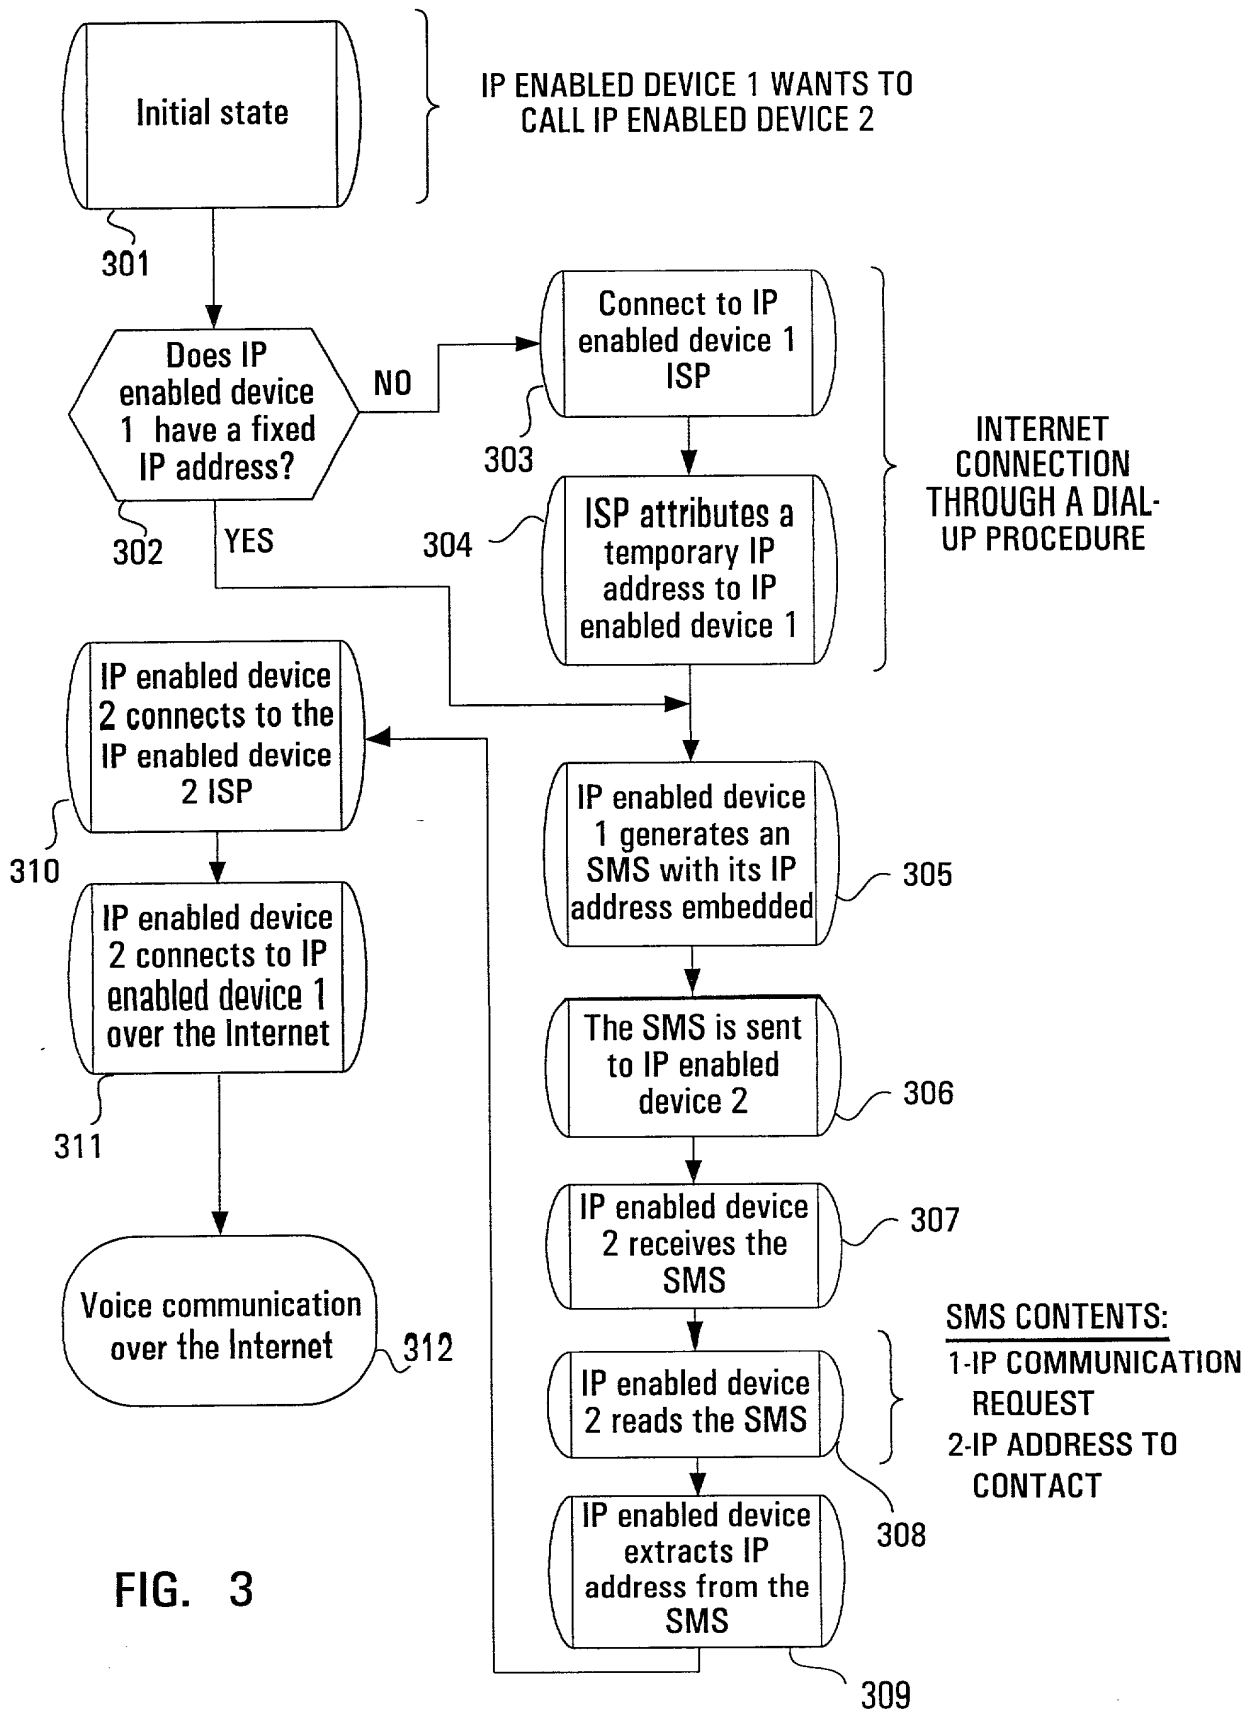 Initial state
IP ENABLED DEVICE 1 WANTS TO
CALL IP ENABLED DEVICE 2
301
Does IP
enabled device
1 have a fixed
IP address?
NO
302
YES
Connect to IP
enabled device 1
ISP
303
ISP attributes a
temporary IP
address to IP
enabled device 1
304
INTERNET
CONNECTION
THROUGH A DIAL-
UP PROCEDURE
IP enabled device
1 generates an
SMS with its IP
address embedded
305
The SMS is sent
to IP enabled
device 2
306
IP enabled device
2 receives the
SMS
307
IP enabled device
2 reads the SMS
308
SMS CONTENTS:
1-IP COMMUNICATION
REQUEST
2-IP ADDRESS TO
CONTACT
IP enabled device
extracts IP
address from the
SMS
309
IP enabled device
2 connects to the
IP enabled device
2 ISP
310
IP enabled device
2 connects to IP
enabled device 1
over the Internet
311
Voice communication
over the Internet
312
FIG. 3